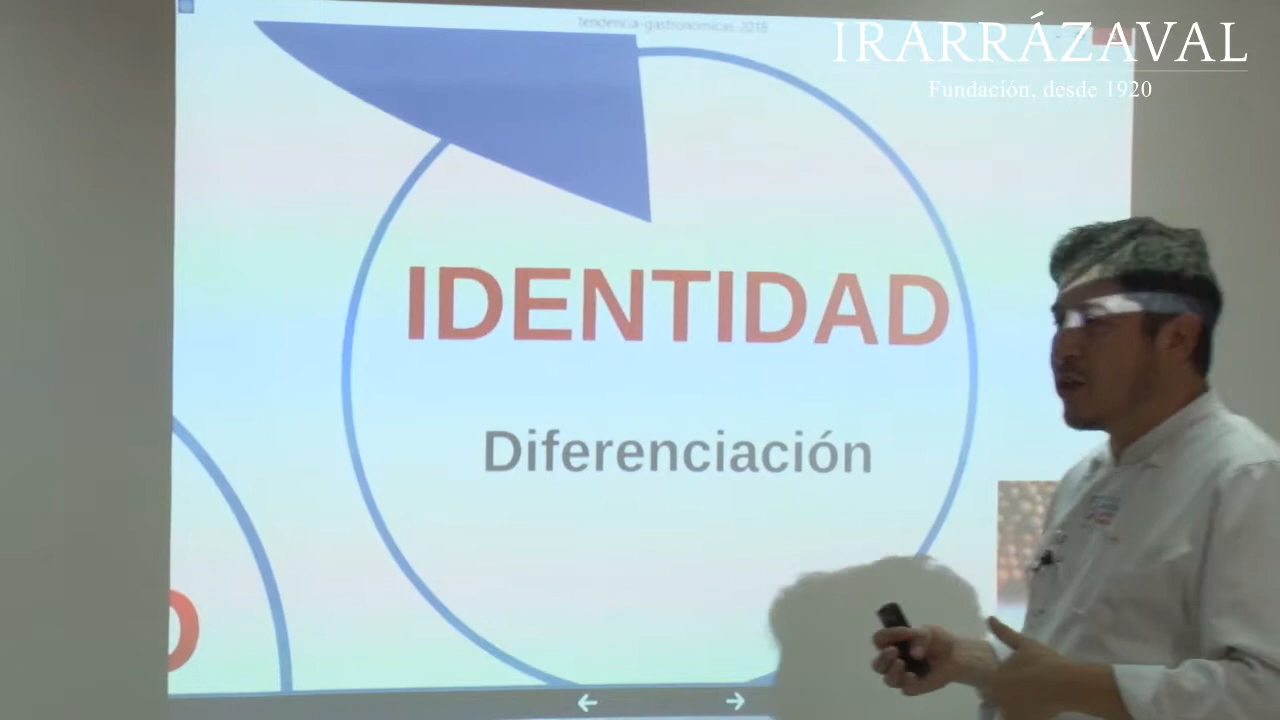 tendencia-gastronomicas-2018
IRARRÁZAVAL
Fundación, desde 1920
IDENTIDAD
Diferenciación
O